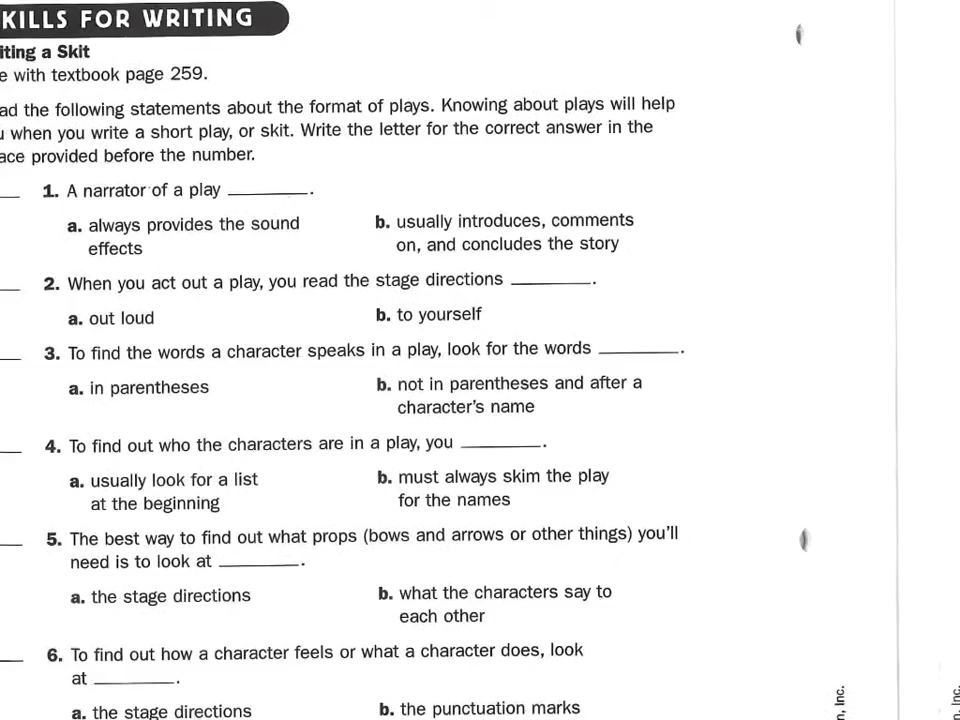 KILLS FOR WRITING
iting a Skit
e with textbook page 259.
ad the following statements about the format of plays. Knowing about plays will help
u when you write a short play, or skit. Write the letter for the correct answer in the
ace provided before the number.
___ 1. A narrator of a play ________.
a. always provides the sound
effects
b. usually introduces, comments
on, and concludes the story
___ 2. When you act out a play, you read the stage directions ________.
a. out loud
b. to yourself
___ 3. To find the words a character speaks in a play, look for the words ________.
a. in parentheses
b. not in parentheses and after a
character's name
___ 4. To find out who the characters are in a play, you ________.
a. usually look for a list
at the beginning
b. must always skim the play
for the names
___ 5. The best way to find out what props (bows and arrows or other things) you'll
need is to look at ________.
a. the stage directions
b. what the characters say to
each other
___ 6. To find out how a character feels or what a character does, look
at ________.
a. the stage directions
b. the punctuation marks
n, Inc.
n, Inc.